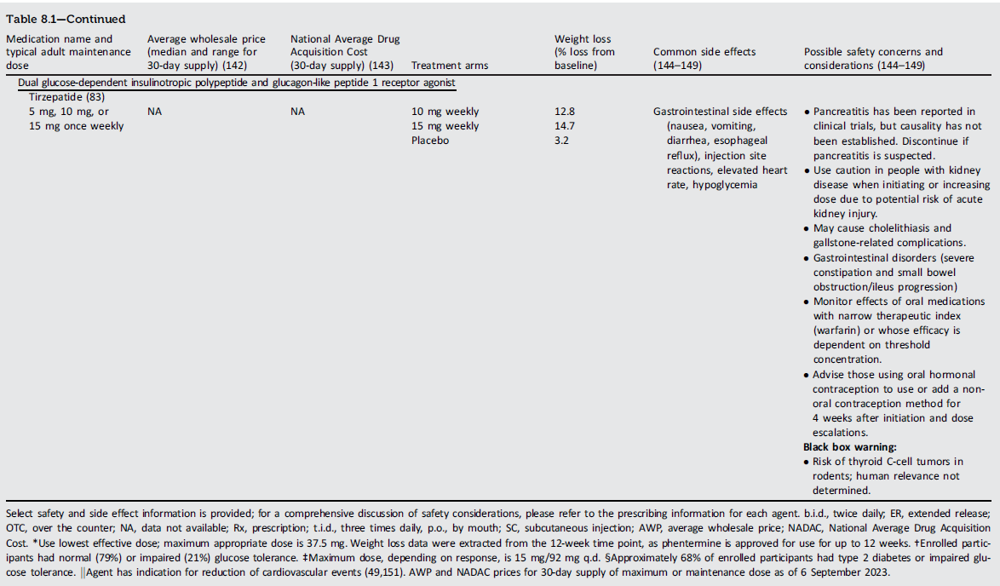 Table 8.1—Continued
Medication name and typical adult maintenance dose
Average wholesale price (median and range for 30-day supply) (142)
National Average Drug Acquisition Cost (30-day supply) (143)
Treatment arms
Weight loss (% loss from baseline)
Common side effects (144–149)
Possible safety concerns and considerations (144–149)
Dual glucose-dependent insulinotropic polypeptide and glucagon-like peptide 1 receptor agonist
Tirzepatide (83)
5 mg, 10 mg, or
15 mg once weekly
NA
NA
10 mg weekly
15 mg weekly
Placebo
12.8
14.7
3.2
Gastrointestinal side effects
(nausea, vomiting,
diarrhea, esophageal
reflux), injection site
reactions, elevated heart
rate, hypoglycemia
● Pancreatitis has been reported in
clinical trials, but causality has not
been established. Discontinue if
pancreatitis is suspected.
● Use caution in people with kidney
disease when initiating or increasing
dose due to potential risk of acute
kidney injury.
● May cause cholelithiasis and
gallstone-related complications.
● Gastrointestinal disorders (severe
constipation and small bowel
obstruction/ileus progression)
● Monitor effects of oral medications
with narrow therapeutic index
(warfarin) or whose efficacy is
dependent on threshold
concentration.
● Advise those using oral hormonal
contraception to use or add a non-
oral contraception method for
4 weeks after initiation and dose
escalations.
Black box warning:
● Risk of thyroid C-cell tumors in
rodents; human relevance not
determined.
Select safety and side effect information is provided; for a comprehensive discussion of safety considerations, please refer to the prescribing information for each agent. b.i.d., twice daily; ER, extended release;
OTC, over the counter; NA, data not available; Rx, prescription; t.i.d., three times daily, p.o., by mouth; SC, subcutaneous injection; AWP, average wholesale price; NADAC, National Average Drug Acquisition
Cost. *Use lowest effective dose; maximum appropriate dose is 37.5 mg. Weight loss data were extracted from the 12-week time point, as phentermine is approved for use for up to 12 weeks. †Enrolled partic-
ipants had normal (79%) or impaired (21%) glucose tolerance. ‡Maximum dose, depending on response, is 15 mg/92 mg q.d. §Approximately 68% of enrolled participants had type 2 diabetes or impaired glu-
cose tolerance. ||Agent has indication for reduction of cardiovascular events (49,151). AWP and NADAC prices for 30-day supply of maximum or maintenance dose as of 6 September 2023.